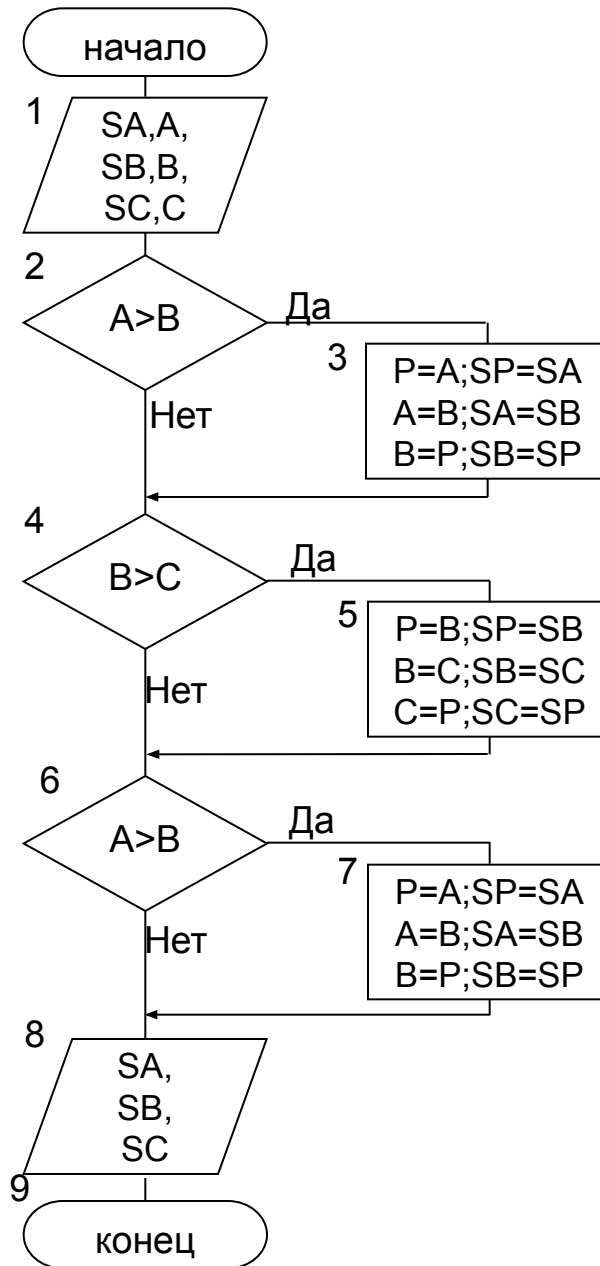 начало
1
SA,A,
SB,B,
SC,C
2
A>B
Да
3
P=A;SP=SA
A=B;SA=SB
B=P;SB=SP
Нет
4
B>C
Да
5
P=B;SP=SB
B=C;SB=SC
C=P;SC=SP
Нет
6
A>B
Да
7
P=A;SP=SA
A=B;SA=SB
B=P;SB=SP
Нет
8
SA,
SB,
SC
9
конец